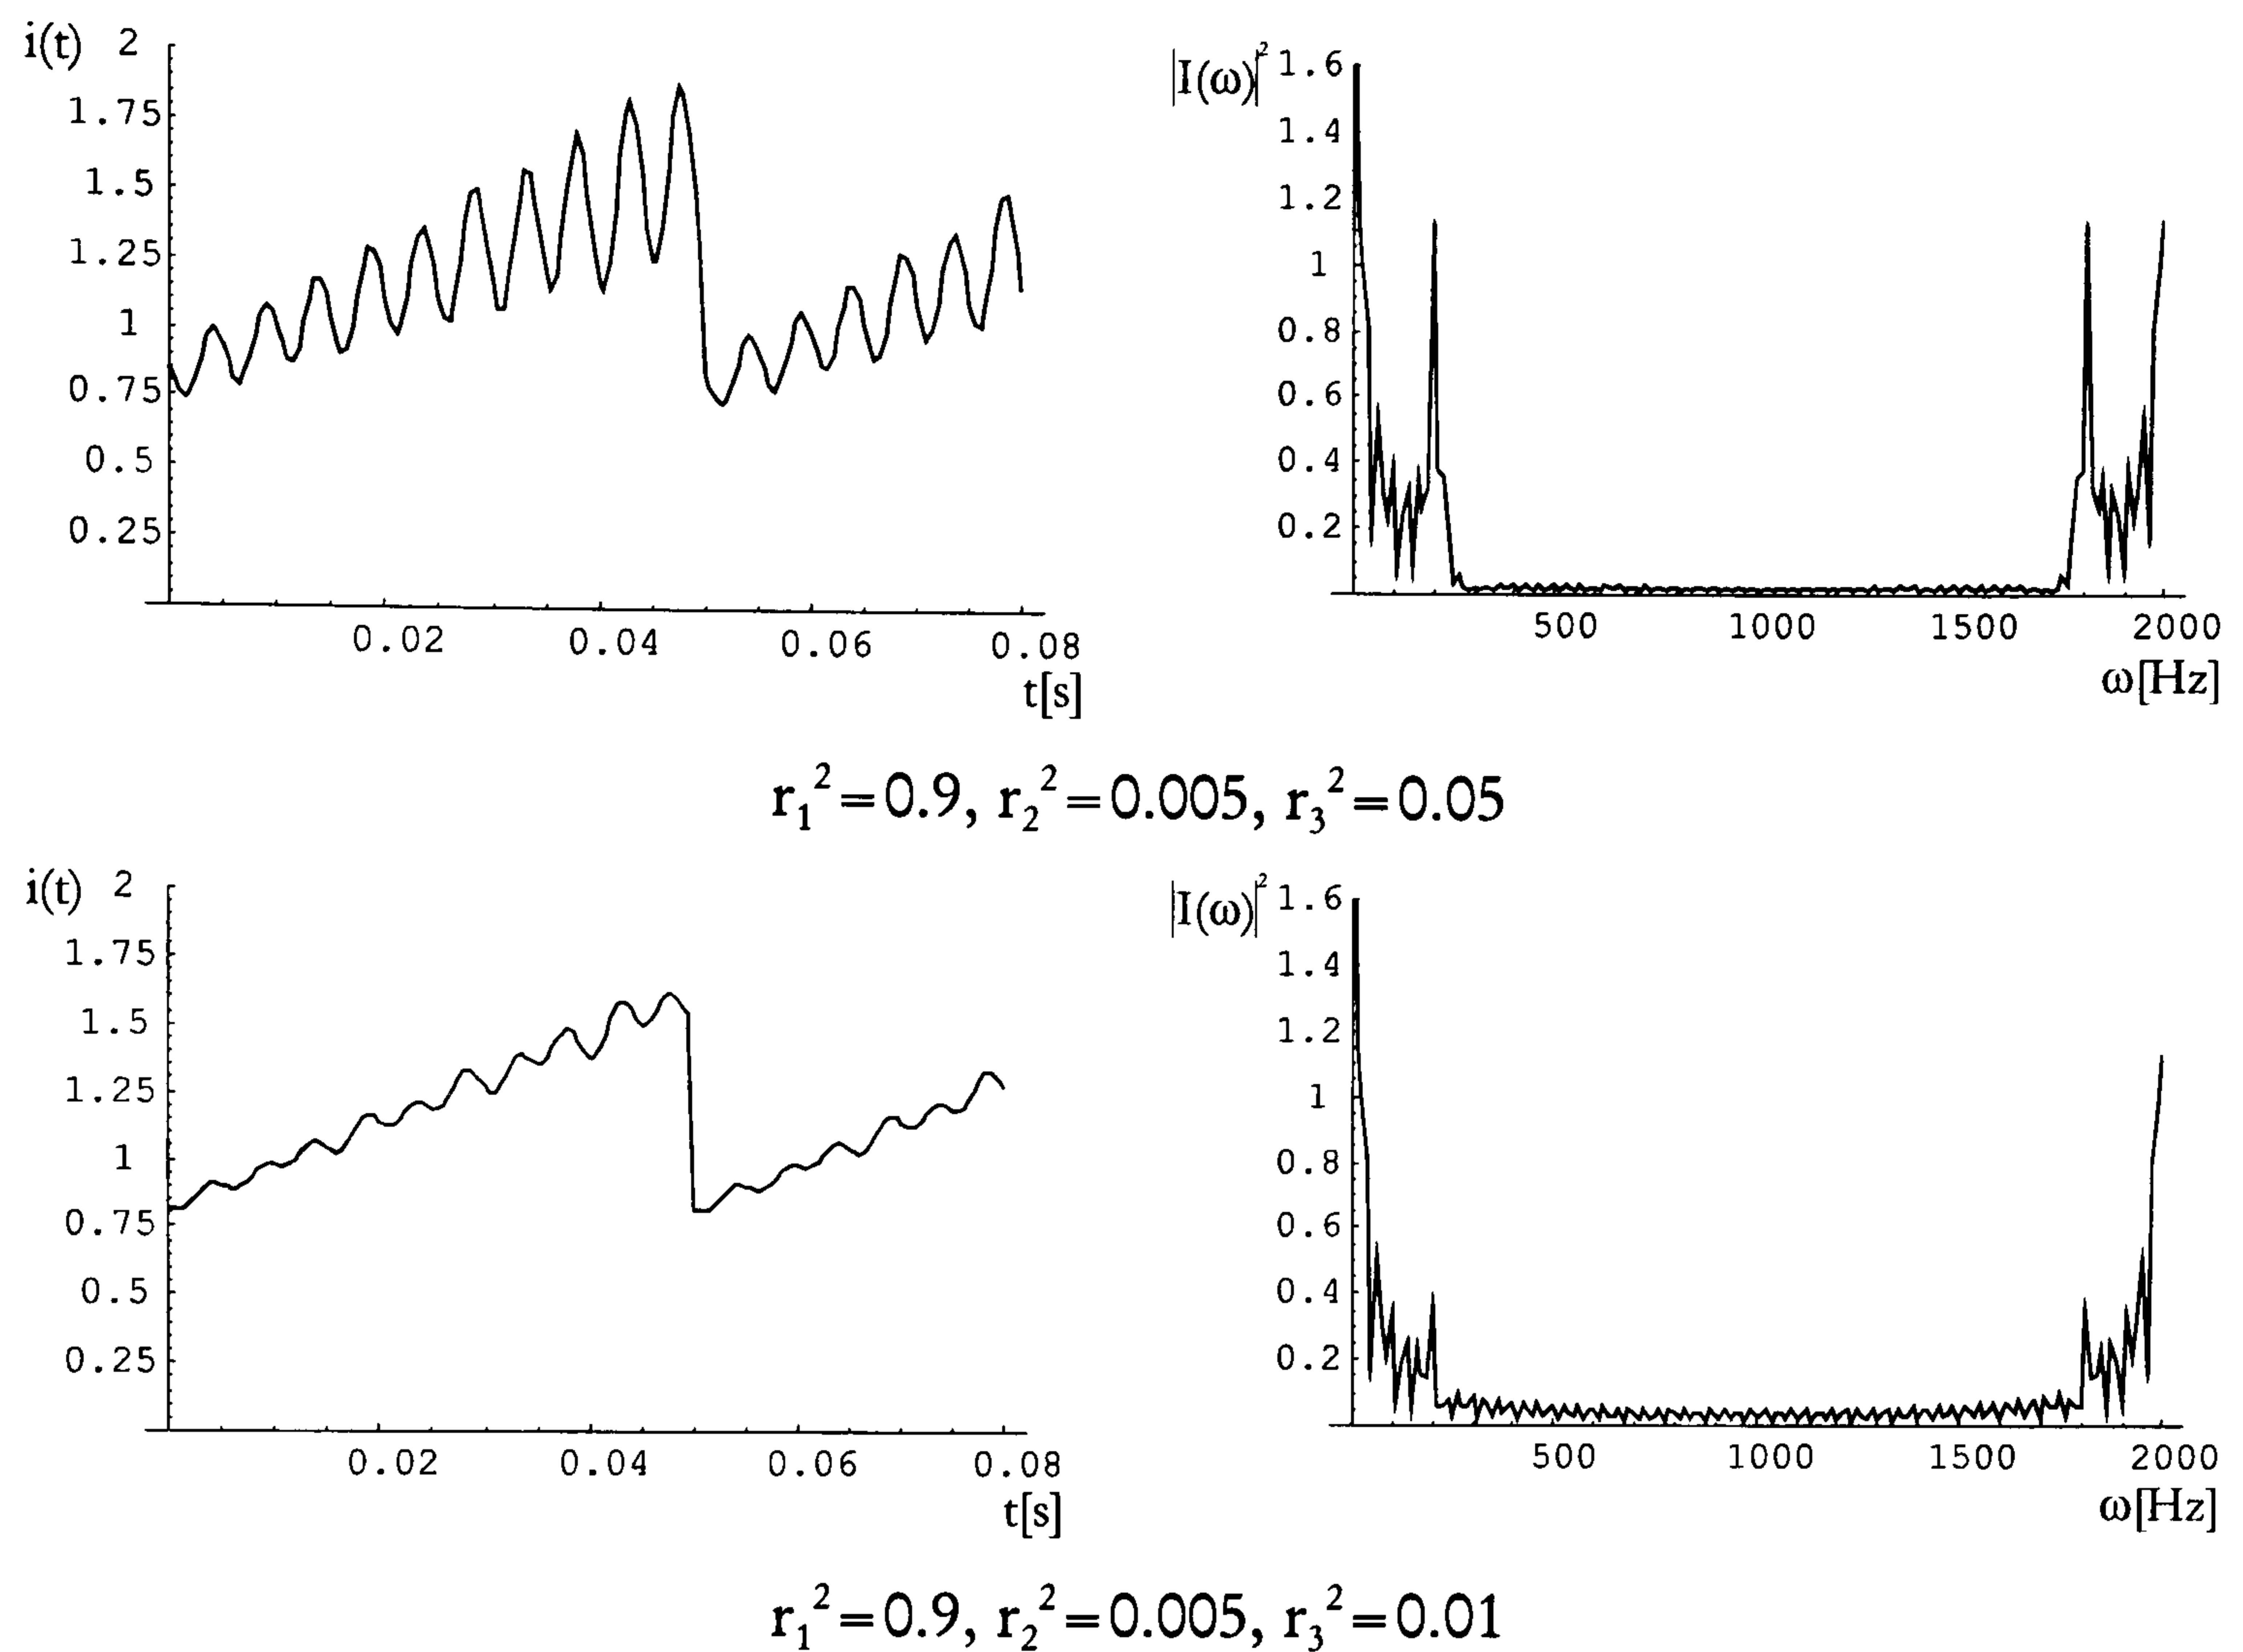 i(t) 2
1.75
1.5
1.25
1
0.75
0.5
0.25
0.02 0.04 0.06 0.08
t[s]
|I(ω)|² 1.6
1.4
1.2
1
0.8
0.6
0.4
0.2
500 1000 1500 2000
ω[Hz]
r₁²=0.9, r₂²=0.005, r₃²=0.05
i(t) 2
1.75
1.5
1.25
1
0.75
0.5
0.25
0.02 0.04 0.06 0.08
t[s]
|I(ω)|² 1.6
1.4
1.2
1
0.8
0.6
0.4
0.2
500 1000 1500 2000
ω[Hz]
r₁²=0.9, r₂²=0.005, r₃²=0.01